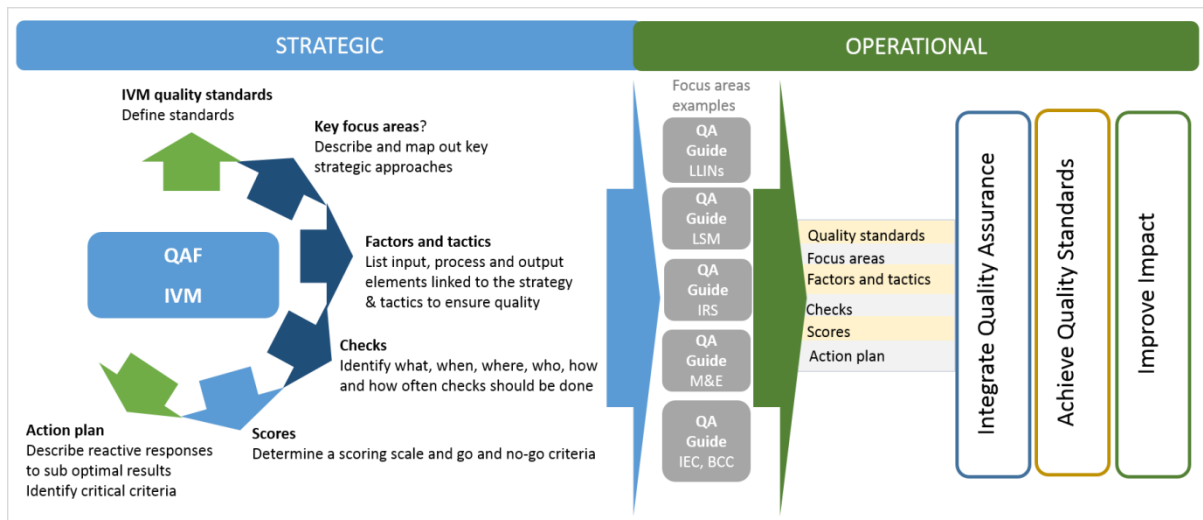 STRATEGIC
OPERATIONAL
IVM quality standards
Define standards
Key focus areas?
Describe and map out key
strategic approaches
Factors and tactics
List input, process and output
elements linked to the strategy
& tactics to ensure quality
Checks
Identify what, when, where, who, how
and how often checks should be done
Scores
Determine a scoring scale and go and no-go criteria
Action plan
Describe reactive responses
to sub optimal results
Identify critical criteria
QAF
IVM
Focus areas
examples
QA
Guide
LLINs
QA
Guide
LSM
QA
Guide
IRS
QA
Guide
M&E
QA
Guide
IEC, BCC
Quality standards
Focus areas
Factors and tactics
Checks
Scores
Action plan
Integrate Quality Assurance
Achieve Quality Standards
Improve Impact